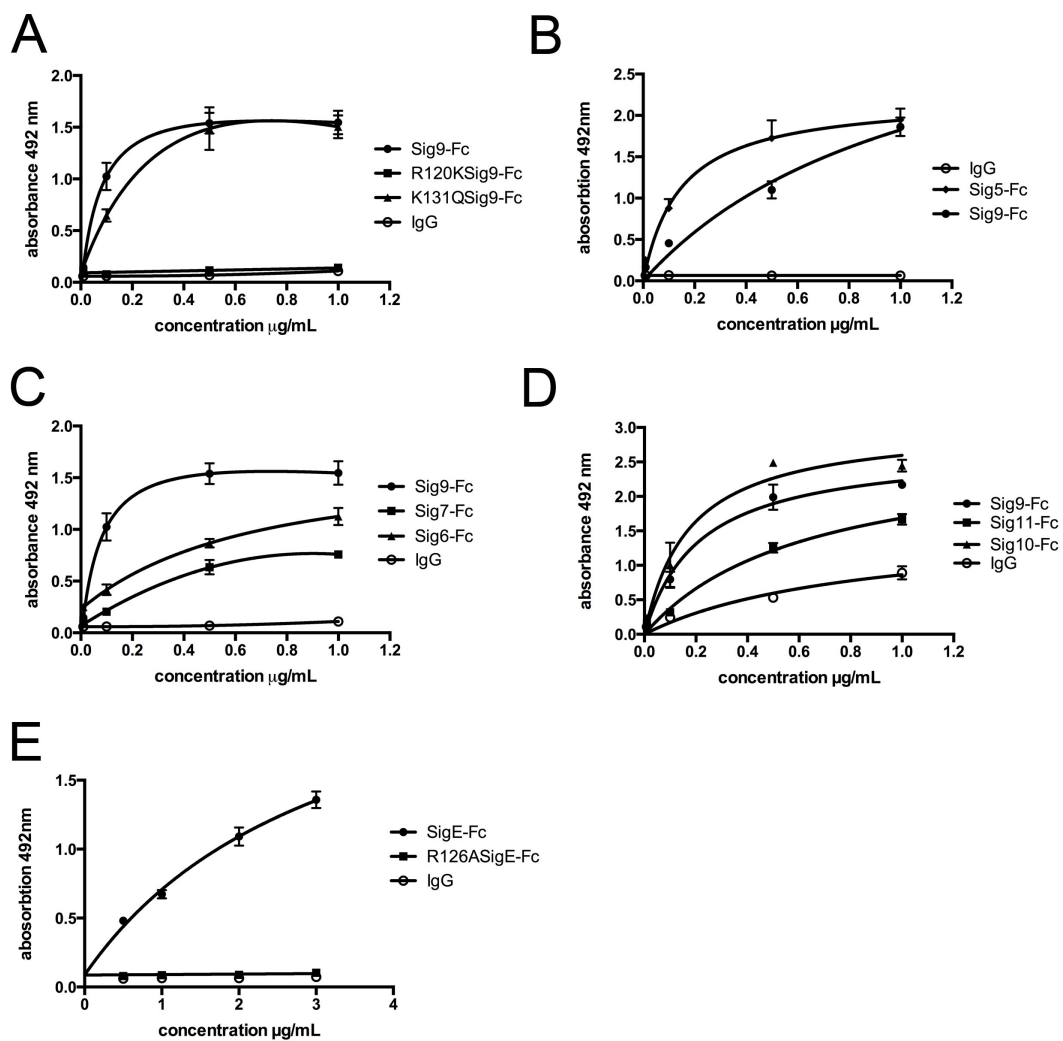 A
absorbance 492 nm
2.0
1.5
1.0
0.5
0.0
0.0 0.2 0.4 0.6 0.8 1.0 1.2
concentration μg/mL
Sig9-Fc
R120KSig9-Fc
K131QSig9-Fc
IgG
B
abosorbtion 492nm
2.5
2.0
1.5
1.0
0.5
0.0
0.0 0.2 0.4 0.6 0.8 1.0 1.2
concentration µg/mL
IgG
Sig5-Fc
Sig9-Fc
C
absorbance 492 nm
2.0
1.5
1.0
0.5
0.0
0.0 0.2 0.4 0.6 0.8 1.0 1.2
concentration μg/mL
Sig9-Fc
Sig7-Fc
Sig6-Fc
IgG
D
absorbance 492 nm
3.0
2.5
2.0
1.5
1.0
0.5
0.0
0.0 0.2 0.4 0.6 0.8 1.0 1.2
concentration µg/mL
Sig9-Fc
Sig11-Fc
Sig10-Fc
IgG
E
abosorbtion 492nm
1.5
1.0
0.5
0.0
0 1 2 3 4
concentration µg/mL
SigE-Fc
R126ASigE-Fc
IgG